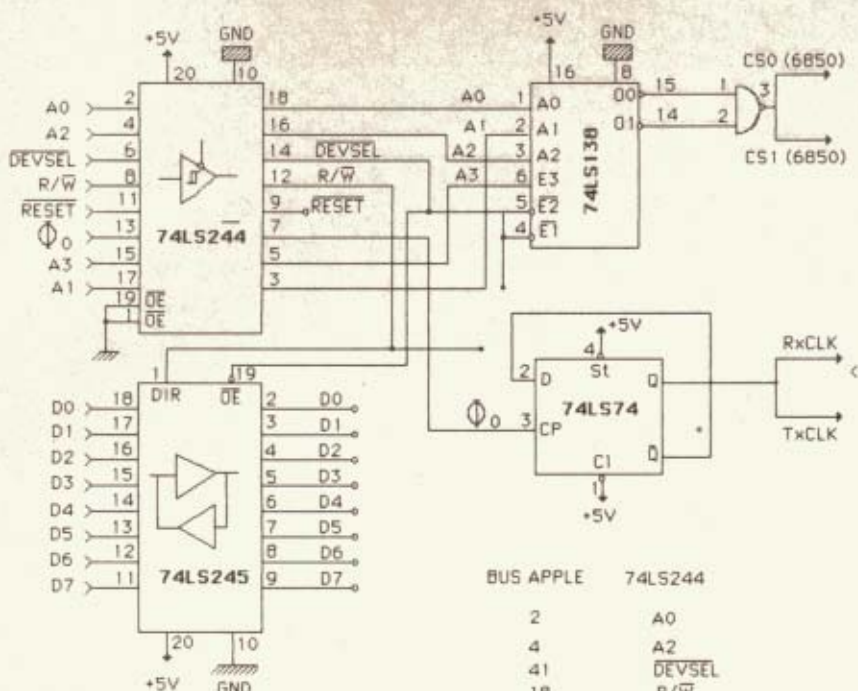 +5V
GND
20
10
A0 2
A2 4
DEVSEL 6
R/W 8
RESET 11
Φ0 13
A3 15
A1 17
19 OE
1 OE
74LS244
18 A0
16
14 DEVSEL
12 R/W
9 RESET
7
5
3
+5V
GND
16
8
A0 1 A0
A1 2 A1
A2 3 A2
A3 6 E3
5 E2
4 E1
74LS138
O0 15
O1 14
1
2
3
CS0 (6850)
CS1 (6850)
1
DIR
19
OE
D0 18
D1 17
D2 16
D3 15
D4 14
D5 13
D6 12
D7 11
74LS245
2 D0
3 D1
4 D2
5 D3
6 D4
7 D5
8 D6
9 D7
20
10
+5V
GND
+5V
4
St
2 D
74LS74
Φ0 3 CP
Q
Q
Cl
1
+5V
RxCLK
TxCLK
BUS APPLE 74LS244
2 A0
4 A2
41 DEVSEL
18 R/W